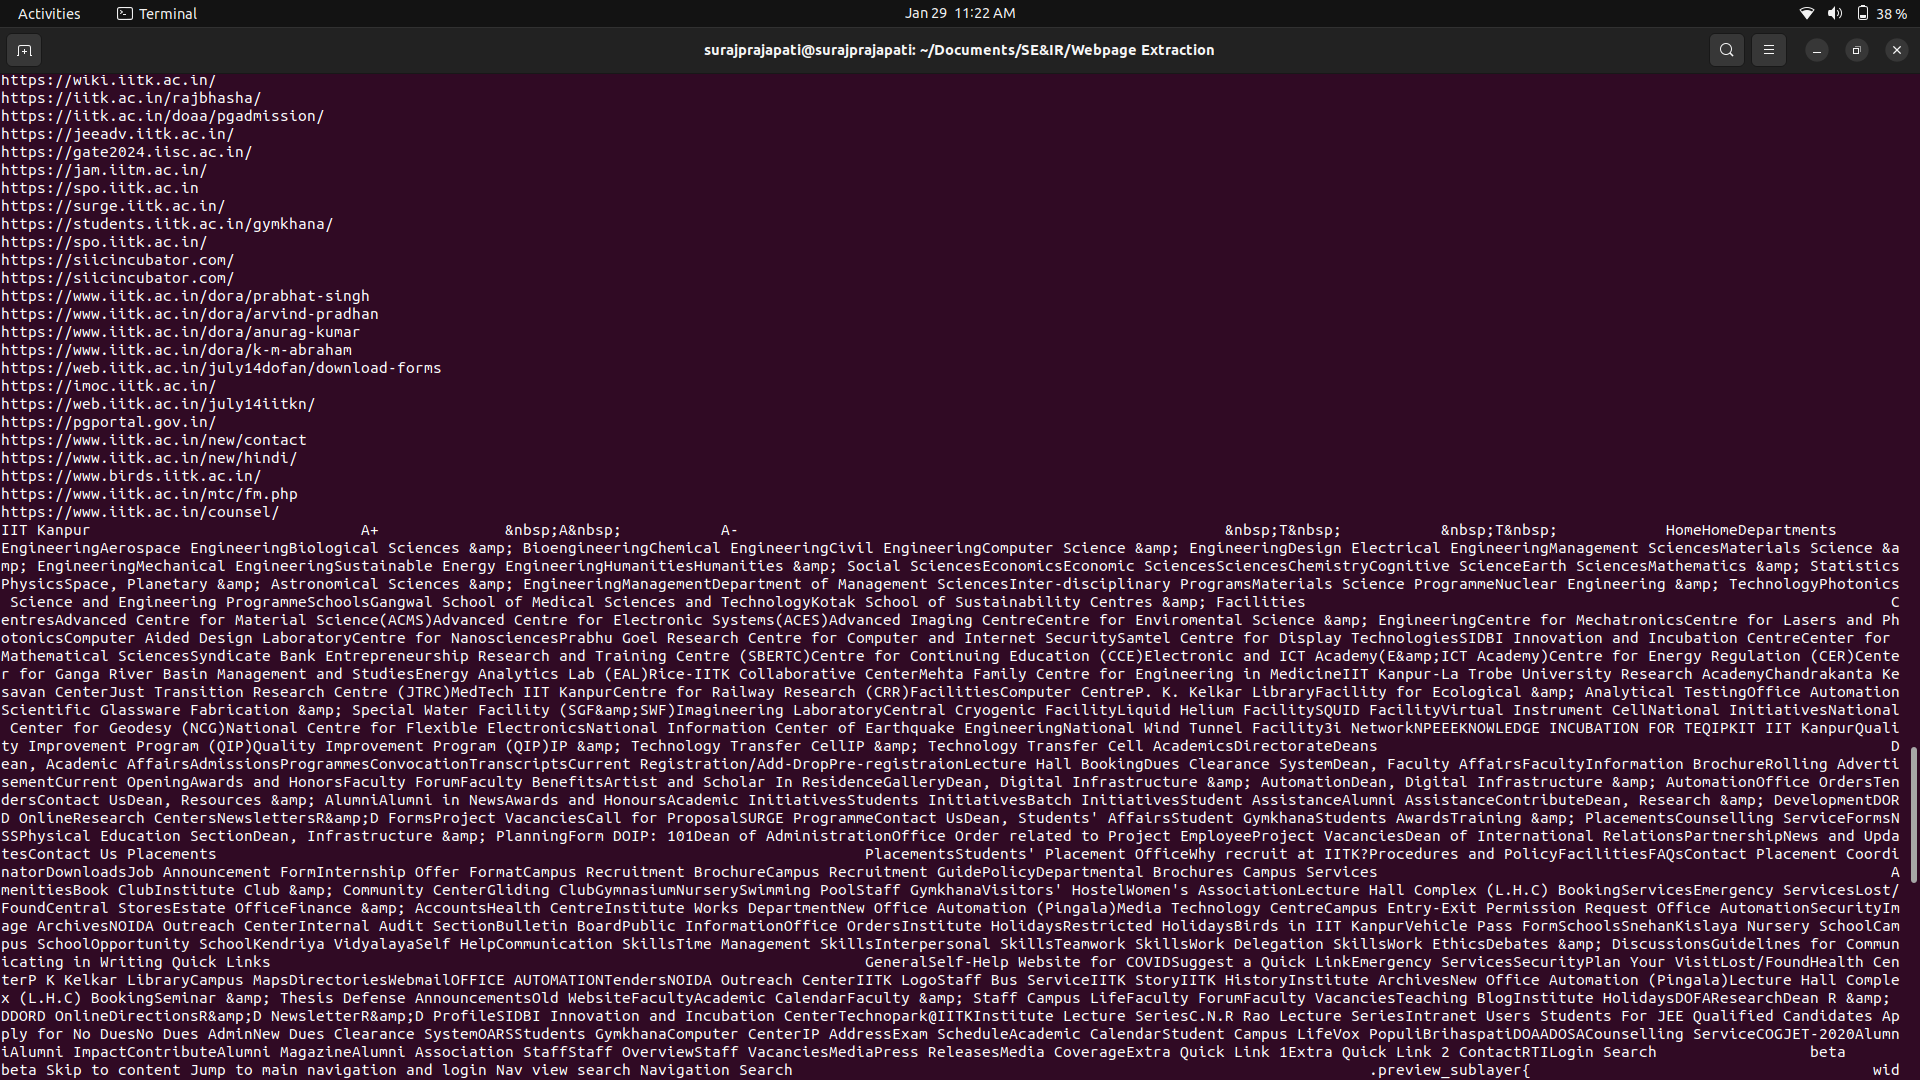 Activities Terminal Jan 29 11:22 AM 38 %
surajprajapati@surajprajapati: ~/Documents/SE&IR/Webpage Extraction
https://wiki.iitk.ac.in/
https://iitk.ac.in/rajbhasha/
https://iitk.ac.in/doaa/pgadmission/
https://jeeadv.iitk.ac.in/
https://gate2024.iisc.ac.in/
https://jam.iitm.ac.in/
https://spo.iitk.ac.in
https://surge.iitk.ac.in/
https://students.iitk.ac.in/gymkhana/
https://spo.iitk.ac.in/
https://siicincubator.com/
https://siicincubator.com/
https://www.iitk.ac.in/dora/prabhat-singh
https://www.iitk.ac.in/dora/arvind-pradhan
https://www.iitk.ac.in/dora/anurag-kumar
https://www.iitk.ac.in/dora/k-m-abraham
https://web.iitk.ac.in/july14dofan/download-forms
https://imoc.iitk.ac.in/
https://web.iitk.ac.in/july14iitkn/
https://pgportal.gov.in/
https://www.iitk.ac.in/new/contact
https://www.iitk.ac.in/new/hindi/
https://www.birds.iitk.ac.in/
https://www.iitk.ac.in/mtc/fm.php
https://www.iitk.ac.in/counsel/
IIT Kanpur A+ &nbsp;A&nbsp; A- &nbsp;T&nbsp; &nbsp;T&nbsp; HomeHomeDepartments
EngineeringAerospace EngineeringBiological Sciences &amp; BioengineeringChemical EngineeringCivil EngineeringComputer Science &amp; EngineeringDesign Electrical EngineeringManagement SciencesMaterials Science &a
mp; EngineeringMechanical EngineeringSustainable Energy EngineeringHumanitiesHumanities &amp; Social SciencesEconomicsEconomic SciencesSciencesChemistryCognitive ScienceEarth SciencesMathematics &amp; Statistics
PhysicsSpace, Planetary &amp; Astronomical Sciences &amp; EngineeringManagementDepartment of Management SciencesInter-disciplinary ProgramsMaterials Science ProgrammeNuclear Engineering &amp; TechnologyPhotonics
Science and Engineering ProgrammeSchoolsGangwal School of Medical Sciences and TechnologyKotak School of Sustainability Centres &amp; Facilities C
entresAdvanced Centre for Material Science(ACMS)Advanced Centre for Electronic Systems(ACES)Advanced Imaging CentreCentre for Enviromental Science &amp; EngineeringCentre for MechatronicsCentre for Lasers and Ph
otonicsComputer Aided Design LaboratoryCentre for NanosciencesPrabhu Goel Research Centre for Computer and Internet SecuritySamtel Centre for Display TechnologiesSIDBI Innovation and Incubation CentreCenter for
Mathematical SciencesSyndicate Bank Entrepreneurship Research and Training Centre (SBERTC)Centre for Continuing Education (CCE)Electronic and ICT Academy(E&amp;ICT Academy)Centre for Energy Regulation (CER)Cente
r for Ganga River Basin Management and StudiesEnergy Analytics Lab (EAL)Rice-IITK Collaborative CenterMehta Family Centre for Engineering in MedicineIIT Kanpur-La Trobe University Research AcademyChandrakanta Ke
savan CenterJust Transition Research Centre (JTRC)MedTech IIT KanpurCentre for Railway Research (CRR)FacilitiesComputer CentreP. K. Kelkar LibraryFacility for Ecological &amp; Analytical TestingOffice Automation
Scientific Glassware Fabrication &amp; Special Water Facility (SGF&amp;SWF)Imagineering LaboratoryCentral Cryogenic FacilityLiquid Helium FacilitySQUID FacilityVirtual Instrument CellNational InitiativesNational
Center for Geodesy (NCG)National Centre for Flexible ElectronicsNational Information Center of Earthquake EngineeringNational Wind Tunnel Facility3i NetworkNPEEEKNOWLEDGE INCUBATION FOR TEQIPKIT IIT KanpurQuali
ty Improvement Program (QIP)Quality Improvement Program (QIP)IP &amp; Technology Transfer CellIP &amp; Technology Transfer Cell AcademicsDirectorateDeans D
ean, Academic AffairsAdmissionsProgrammesConvocationTranscriptsCurrent Registration/Add-DropPre-registraionLecture Hall BookingDues Clearance SystemDean, Faculty AffairsFacultyInformation BrochureRolling Adverti
sementCurrent OpeningAwards and HonorsFaculty ForumFaculty BenefitsArtist and Scholar In ResidenceGalleryDean, Digital Infrastructure &amp; AutomationDean, Digital Infrastructure &amp; AutomationOffice OrdersTen
dersContact UsDean, Resources &amp; AlumniAlumni in NewsAwards and HonoursAcademic InitiativesStudents InitiativesBatch InitiativesStudent AssistanceAlumni AssistanceContributeDean, Research &amp; DevelopmentDOR
D OnlineResearch CentersNewslettersR&amp;D FormsProject VacanciesCall for ProposalSURGE ProgrammeContact UsDean, Students' AffairsStudent GymkhanaStudents AwardsTraining &amp; PlacementsCounselling ServiceFormsN
SSPhysical Education SectionDean, Infrastructure &amp; PlanningForm DOIP: 101Dean of AdministrationOffice Order related to Project EmployeeProject VacanciesDean of International RelationsPartnershipNews and Upda
tesContact Us Placements PlacementsStudents' Placement OfficeWhy recruit at IITK?Procedures and PolicyFacilitiesFAQsContact Placement Coordi
natorDownloadsJob Announcement FormInternship Offer FormatCampus Recruitment BrochureCampus Recruitment GuidePolicyDepartmental Brochures Campus Services A
menitiesBook ClubInstitute Club &amp; Community CenterGliding ClubGymnasiumNurserySwimming PoolStaff GymkhanaVisitors' HostelWomen's AssociationLecture Hall Complex (L.H.C) BookingServicesEmergency ServicesLost/
FoundCentral StoresEstate OfficeFinance &amp; AccountsHealth CentreInstitute Works DepartmentNew Office Automation (Pingala)Media Technology CentreCampus Entry-Exit Permission Request Office AutomationSecurityIm
age ArchivesNOIDA Outreach CenterInternal Audit SectionBulletin BoardPublic InformationOffice OrdersInstitute HolidaysRestricted HolidaysBirds in IIT KanpurVehicle Pass FormSchoolsSnehanKislaya Nursery SchoolCam
pus SchoolOpportunity SchoolKendriya VidyalayaSelf HelpCommunication SkillsTime Management SkillsInterpersonal SkillsTeamwork SkillsWork Delegation SkillsWork EthicsDebates &amp; DiscussionsGuidelines for Commun
icating in Writing Quick Links GeneralSelf-Help Website for COVIDSuggest a Quick LinkEmergency ServicesSecurityPlan Your VisitLost/FoundHealth Cen
terP K Kelkar LibraryCampus MapsDirectoriesWebmailOFFICE AUTOMATIONTendersNOIDA Outreach CenterIITK LogoStaff Bus ServiceIITK StoryIITK HistoryInstitute ArchivesNew Office Automation (Pingala)Lecture Hall Comple
x (L.H.C) BookingSeminar &amp; Thesis Defense AnnouncementsOld WebsiteFacultyAcademic CalendarFaculty &amp; Staff Campus LifeFaculty ForumFaculty VacanciesTeaching BlogInstitute HolidaysDOFAResearchDean R &amp;
DDORD OnlineDirectionsR&amp;D NewsletterR&amp;D ProfileSIDBI Innovation and Incubation CenterTechnopark@IITKInstitute Lecture SeriesC.N.R Rao Lecture SeriesIntranet Users Students For JEE Qualified Candidates Ap
ply for No DuesNo Dues AdminNew Dues Clearance SystemOARSStudents GymkhanaComputer CenterIP AddressExam ScheduleAcademic CalendarStudent Campus LifeVox PopuliBrihaspatiDOAADOSACounselling ServiceCOGJET-2020Alum
niAlumni ImpactContributeAlumni MagazineAlumni Association StaffStaff OverviewStaff VacanciesMediaPress ReleasesMedia CoverageExtra Quick Link 1Extra Quick Link 2 ContactRTILogin Search beta
beta Skip to content Jump to main navigation and login Nav view search Navigation Search .preview_sublayer{ wid